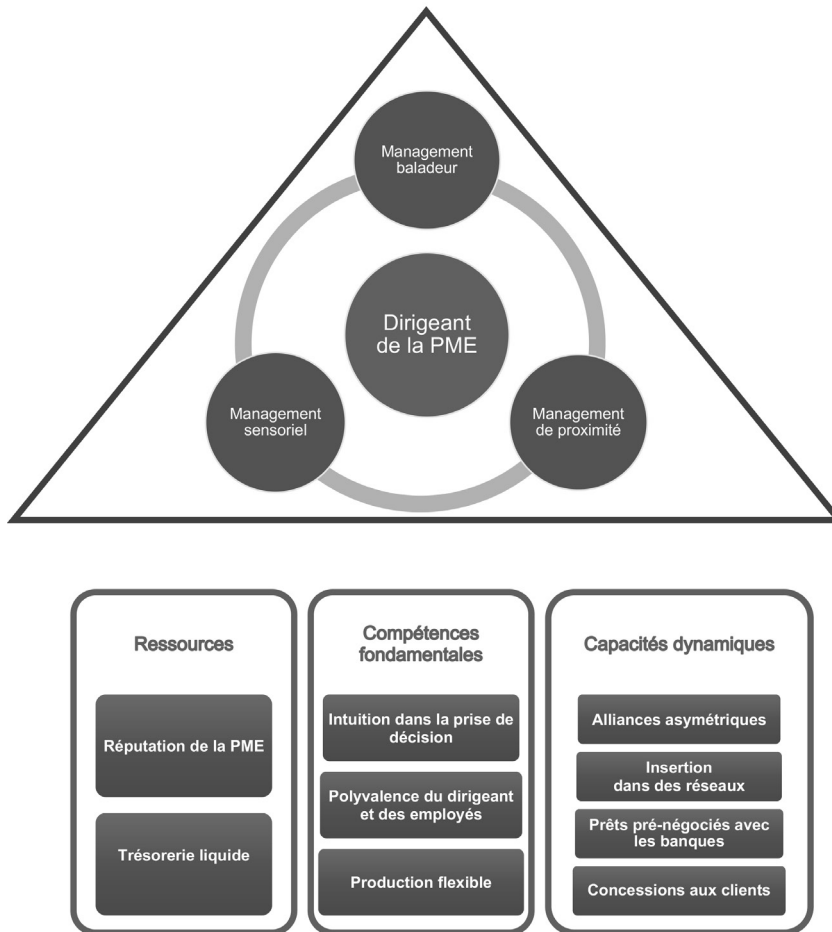 Management
baladeur
Dirigeant
de la PME
Management
sensoriel
Management
de proximité
Ressources
Réputation de la PME
Trésorerie liquide
Compétences
fondamentales
Intuition dans la prise de
décision
Polyvalence du dirigeant
et des employés
Production flexible
Capacités dynamiques
Alliances asymétriques
Insertion
dans des réseaux
Prêts pré-négociés avec
les banques
Concessions aux clients